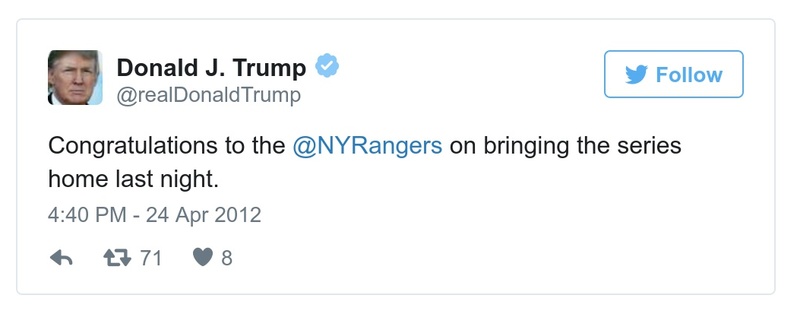 Donald J. Trump
@realDonaldTrump
Follow
Congratulations to the @NYRangers on bringing the series
home last night.
4:40 PM - 24 Apr 2012
71 8